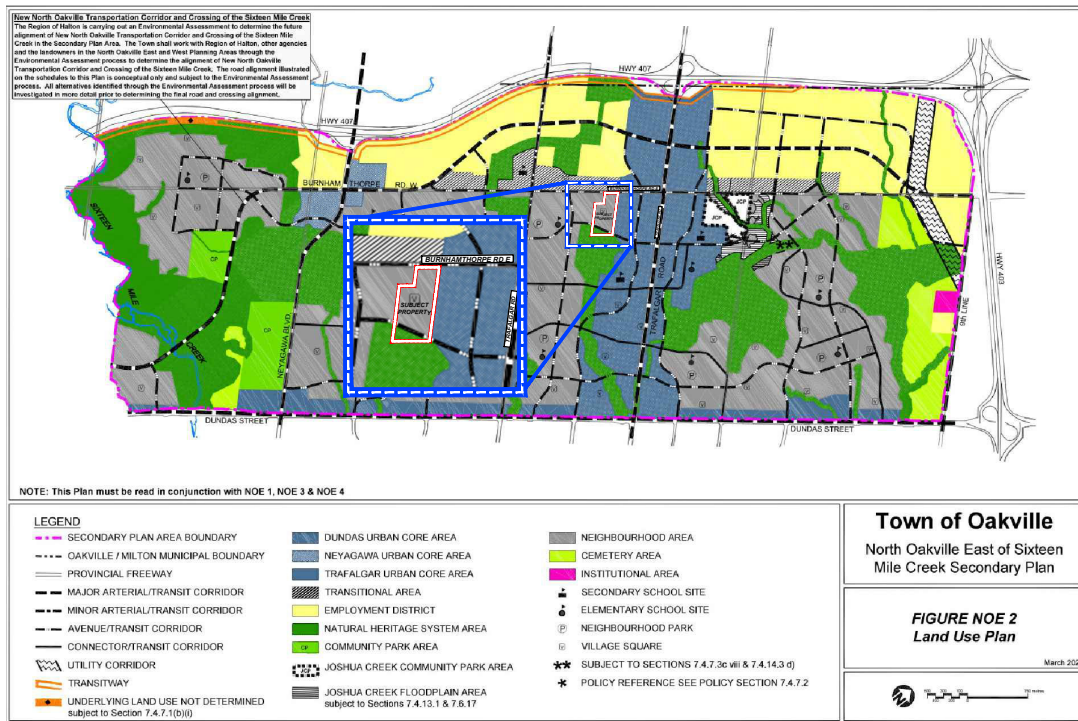 New North Oakville Transportation Corridor and Crossing of the Sixteen Mile Creek
The Region of Halton is carrying out an Environmental Assessment to determine the future
alignment of New North Oakville Transportation Corridor and Crossing of the Sixteen Mile
Creek in the Secondary Plan Area. The Town shall work with Region of Halton, other agencies
and the landowners in the North Oakville East and West Planning Areas through the
Environmental Assessment process to determine the alignment of New North Oakville
Transportation Corridor and Crossing of the Sixteen Mile Creek. The road alignment illustrated
on the schedules to this Plan is conceptual only and subject to the Environmental Assessment
process. All alternatives identified through the Environmental Assessment process will be
investigated in more detail prior to determining the final road and crossing alignment.
HWY 407
HWY 407
BURNHAM THORPE RD. W
SIXTEEN
MILE
CREEK
CP
CP
NEYAGAWA BLVD.
BURNHAMTHORPE RD E
SUBJECT
PROPERTY
TRAFALGAR RD
SUBJECT
PROPERTY
TRAFALGAR ROAD
JCP
JCP
HWY 403
9th LINE
DUNDAS STREET
DUNDAS STREET
NOTE: This Plan must be read in conjunction with NOE 1, NOE 3 & NOE 4
LEGEND
SECONDARY PLAN AREA BOUNDARY
OAKVILLE / MILTON MUNICIPAL BOUNDARY
PROVINCIAL FREEWAY
MAJOR ARTERIAL/TRANSIT CORRIDOR
MINOR ARTERIAL/TRANSIT CORRIDOR
AVENUE/TRANSIT CORRIDOR
CONNECTOR/TRANSIT CORRIDOR
UTILITY CORRIDOR
TRANSITWAY
UNDERLYING LAND USE NOT DETERMINED
subject to Section 7.4.7.1(b)(i)
DUNDAS URBAN CORE AREA
NEYAGAWA URBAN CORE AREA
TRAFALGAR URBAN CORE AREA
TRANSITIONAL AREA
EMPLOYMENT DISTRICT
NATURAL HERITAGE SYSTEM AREA
CP COMMUNITY PARK AREA
JCP JOSHUA CREEK COMMUNITY PARK AREA
JOSHUA CREEK FLOODPLAIN AREA
subject to Sections 7.4.13.1 & 7.6.17
NEIGHBOURHOOD AREA
CEMETERY AREA
INSTITUTIONAL AREA
SECONDARY SCHOOL SITE
ELEMENTARY SCHOOL SITE
P NEIGHBOURHOOD PARK
V VILLAGE SQUARE
** SUBJECT TO SECTIONS 7.4.7.3c viii & 7.4.14.3 d)
* POLICY REFERENCE SEE POLICY SECTION 7.4.7.2
Town of Oakville
North Oakville East of Sixteen
Mile Creek Secondary Plan
FIGURE NOE 2
Land Use Plan
March 202